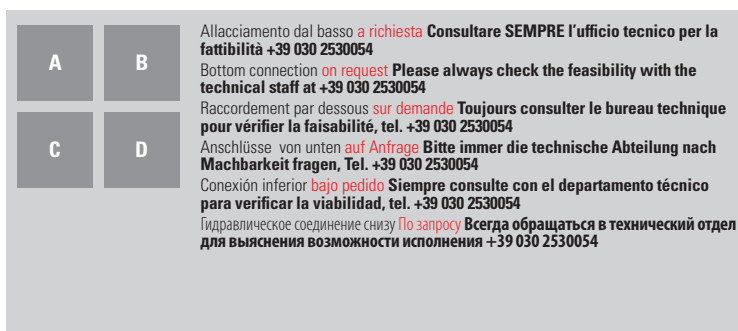 A B
C D
Allacciamento dal basso a richiesta Consultare SEMPRE l'ufficio tecnico per la
fattibilità +39 030 2530054
Bottom connection on request Please always check the feasibility with the
technical staff at +39 030 2530054
Raccordement par dessous sur demande Toujours consulter le bureau technique
pour vérifier la faisabilité, tel. +39 030 2530054
Anschlüsse von unten auf Anfrage Bitte immer die technische Abteilung nach
Machbarkeit fragen, Tel. +39 030 2530054
Conexión inferior bajo pedido Siempre consulte con el departamento técnico
para verificar la viabilidad, tel. +39 030 2530054
Гидравлическое соединение снизу По запросу Всегда обращаться в технический отдел
для выяснения возможности исполнения +39 030 2530054